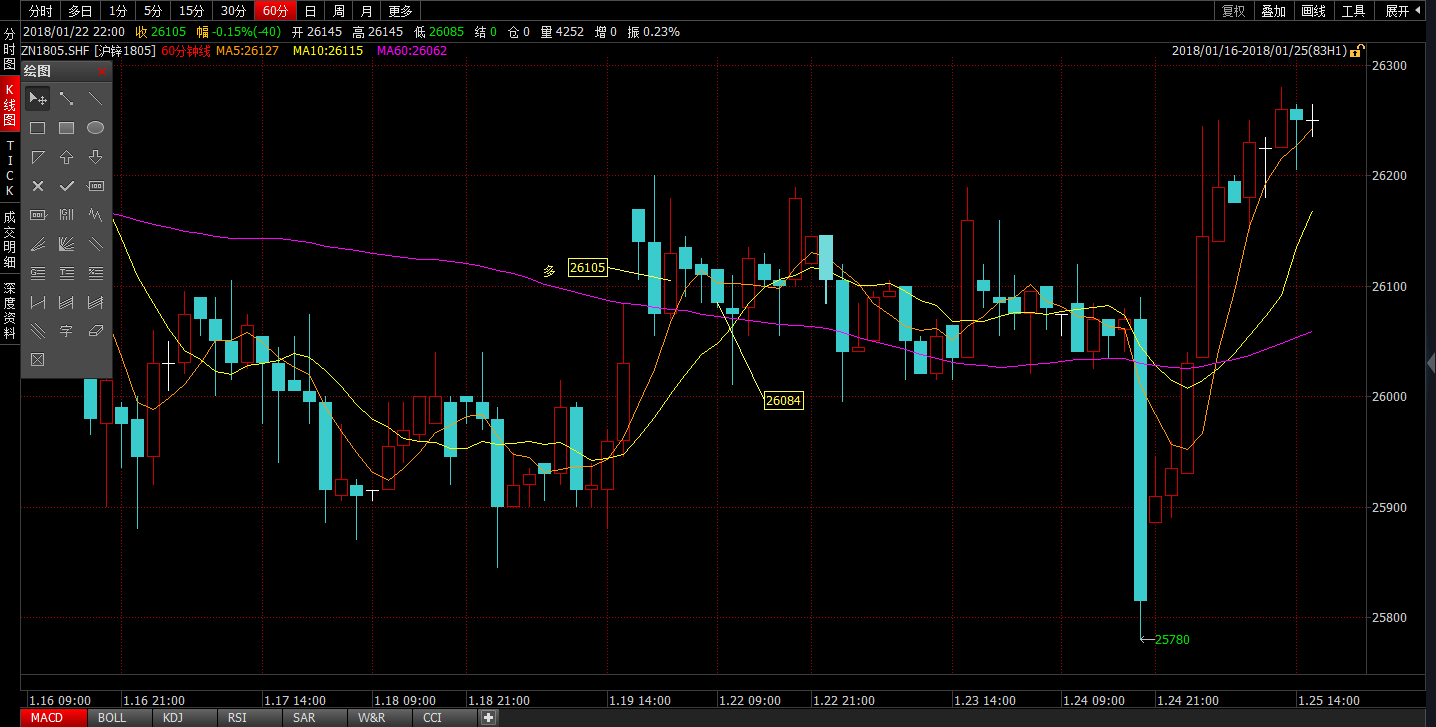 分时 多日 1分 5分 15分 30分 60分 日 周 月 更多 复权 叠加 画线 工具 展开
2018/01/22 22:00 收 26105 幅 -0.15%(-40) 开 26145 高 26145 低 26085 结 0 仓 0 量 4252 增 0 振 0.23%
ZN1805.SHF [沪锌1805] 60分钟线 MA5:26127 MA10:26115 MA60:26062 2018/01/16-2018/01/25(83H1)
分时图
K线图
TICK
成交明细
深度资料
绘图
字
26300
26200
多 26105
26100
26084
26000
25900
25800
25780
1.16 09:00 1.16 21:00 1.17 14:00 1.18 09:00 1.18 21:00 1.19 14:00 1.22 09:00 1.22 21:00 1.23 14:00 1.24 09:00 1.24 21:00 1.25 14:00
MACD BOLL KDJ RSI SAR W&R CCI